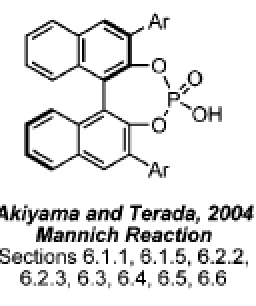 Ar
O
P
O
OH
O
Ar
Akiyama and Terada, 2004
Mannich Reaction
Sections 6.1.1, 6.1.5, 6.2.2,
6.2.3, 6.3, 6.4, 6.5, 6.6